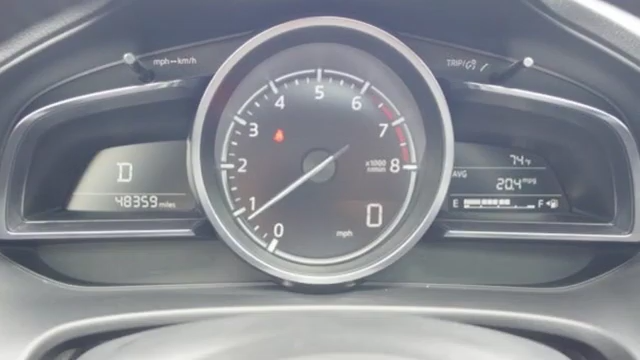 mph–km/h
TRIP/
0 1 2 3 4 5 6 7 8
x1000
r/min
0
mph
D
48359 miles
74°F
AVG
20.4 mpg
E F